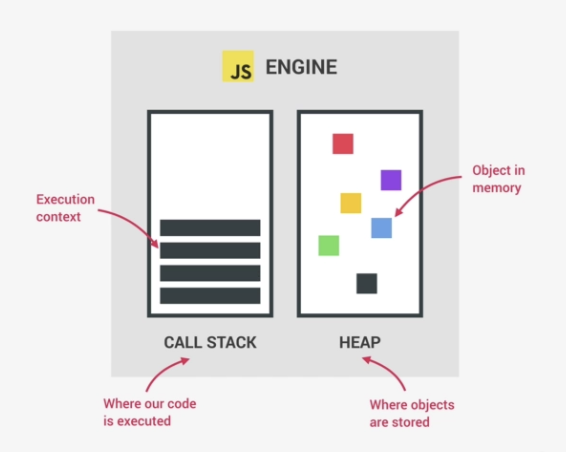 JS ENGINE
Execution
context
Object in
memory
CALL STACK
HEAP
Where our code
is executed
Where objects
are stored